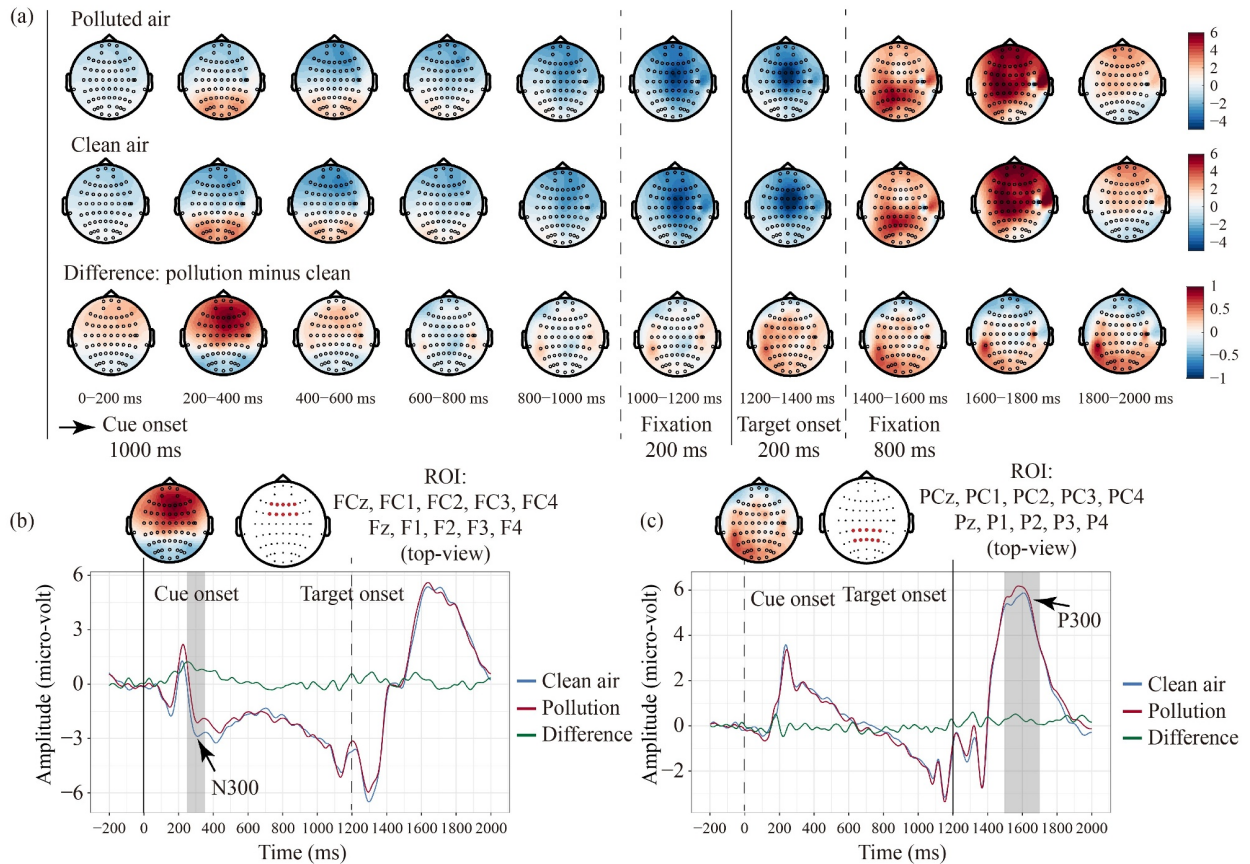 (a)
Polluted air
6
4
2
0
−2
−4
Clean air
6
4
2
0
−2
−4
Difference: pollution minus clean
1
0.5
0
−0.5
−1
0−200 ms 200−400 ms 400−600 ms 600−800 ms 800−1000 ms 1000−1200 ms 1200−1400 ms 1400−1600 ms 1600−1800 ms 1800−2000 ms
Cue onset Fixation Target onset Fixation
1000 ms 200 ms 200 ms 800 ms
(b)
ROI:
FCz, FC1, FC2, FC3, FC4
Fz, F1, F2, F3, F4
(top-view)
Cue onset Target onset
6
3
0
−3
−6
Amplitude (micro-volt)
N300
Clean air
Pollution
Difference
−200 0 200 400 600 800 1000 1200 1400 1600 1800 2000
Time (ms)
(c)
ROI:
PCz, PC1, PC2, PC3, PC4
Pz, P1, P2, P3, P4
(top-view)
Cue onset Target onset
6
4
2
0
−2
Amplitude (micro-volt)
P300
Clean air
Pollution
Difference
−200 0 200 400 600 800 1000 1200 1400 1600 1800 2000
Time (ms)